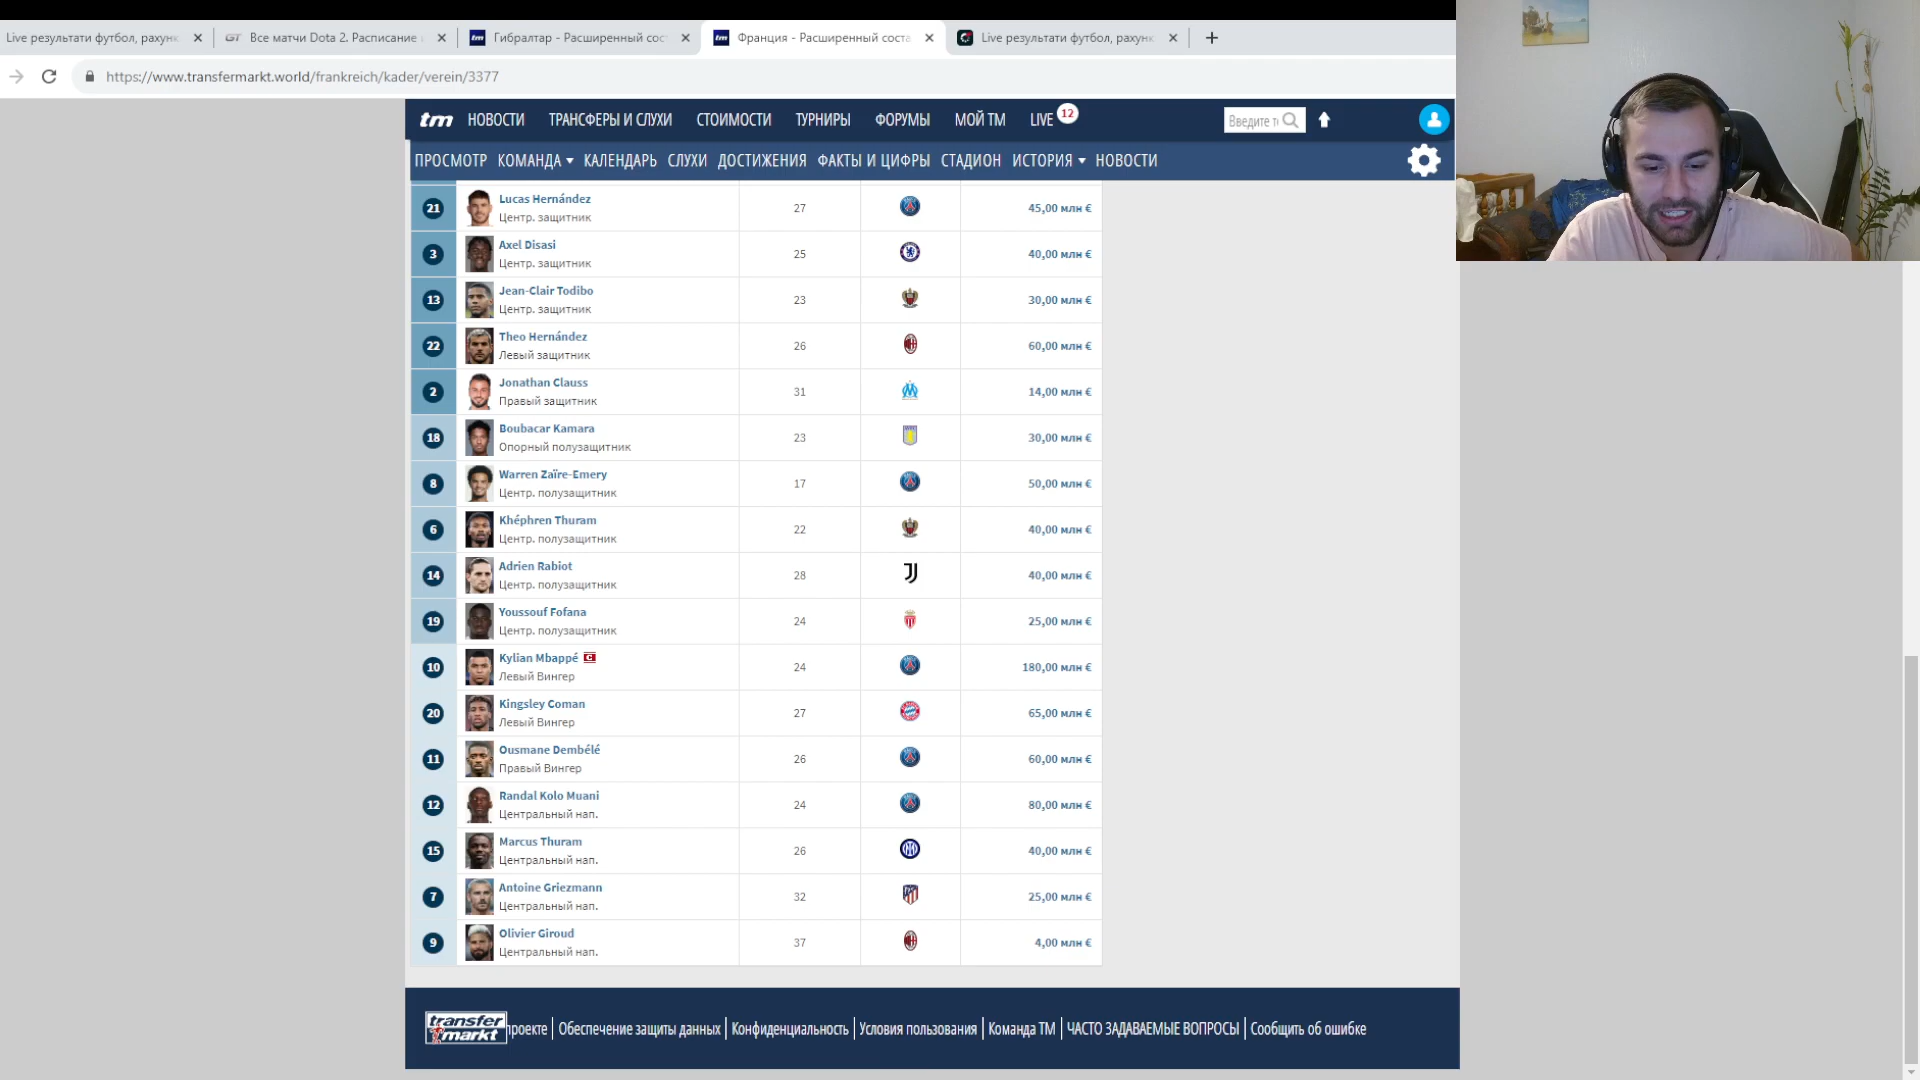 Live результати футбол, рахунк
Все матчи Dota 2. Расписание
tm Гибралтар - Расширенный сос
tm Франция - Расширенный соста
Live результати футбол, рахунк
https://www.transfermarkt.world/frankreich/kader/verein/3377
tm НОВОСТИ ТРАНСФЕРЫ И СЛУХИ СТОИМОСТИ ТУРНИРЫ ФОРУМЫ МОЙ ТМ LIVE 12 Введите т
ПРОСМОТР КОМАНДА КАЛЕНДАРЬ СЛУХИ ДОСТИЖЕНИЯ ФАКТЫ И ЦИФРЫ СТАДИОН ИСТОРИЯ НОВОСТИ
21 Lucas Hernández 27 45,00 млн €
Центр. защитник
3 Axel Disasi 25 40,00 млн €
Центр. защитник
13 Jean-Clair Todibo 23 30,00 млн €
Центр. защитник
22 Theo Hernández 26 60,00 млн €
Левый защитник
2 Jonathan Clauss 31 14,00 млн €
Правый защитник
18 Boubacar Kamara 23 30,00 млн €
Опорный полузащитник
8 Warren Zaïre-Emery 17 50,00 млн €
Центр. полузащитник
6 Khéphren Thuram 22 40,00 млн €
Центр. полузащитник
14 Adrien Rabiot 28 40,00 млн €
Центр. полузащитник
19 Youssouf Fofana 24 25,00 млн €
Центр. полузащитник
10 Kylian Mbappé 24 180,00 млн €
Левый Вингер
20 Kingsley Coman 27 65,00 млн €
Левый Вингер
11 Ousmane Dembélé 26 60,00 млн €
Правый Вингер
12 Randal Kolo Muani 24 80,00 млн €
Центральный нап.
15 Marcus Thuram 26 40,00 млн €
Центральный нап.
7 Antoine Griezmann 32 25,00 млн €
Центральный нап.
9 Olivier Giroud 37 4,00 млн €
Центральный нап.
transfer markt проекте | Обеспечение защиты данных | Конфиденциальность | Условия пользования | Команда ТМ | ЧАСТО ЗАДАВАЕМЫЕ ВОПРОСЫ | Сообщить об ошибке